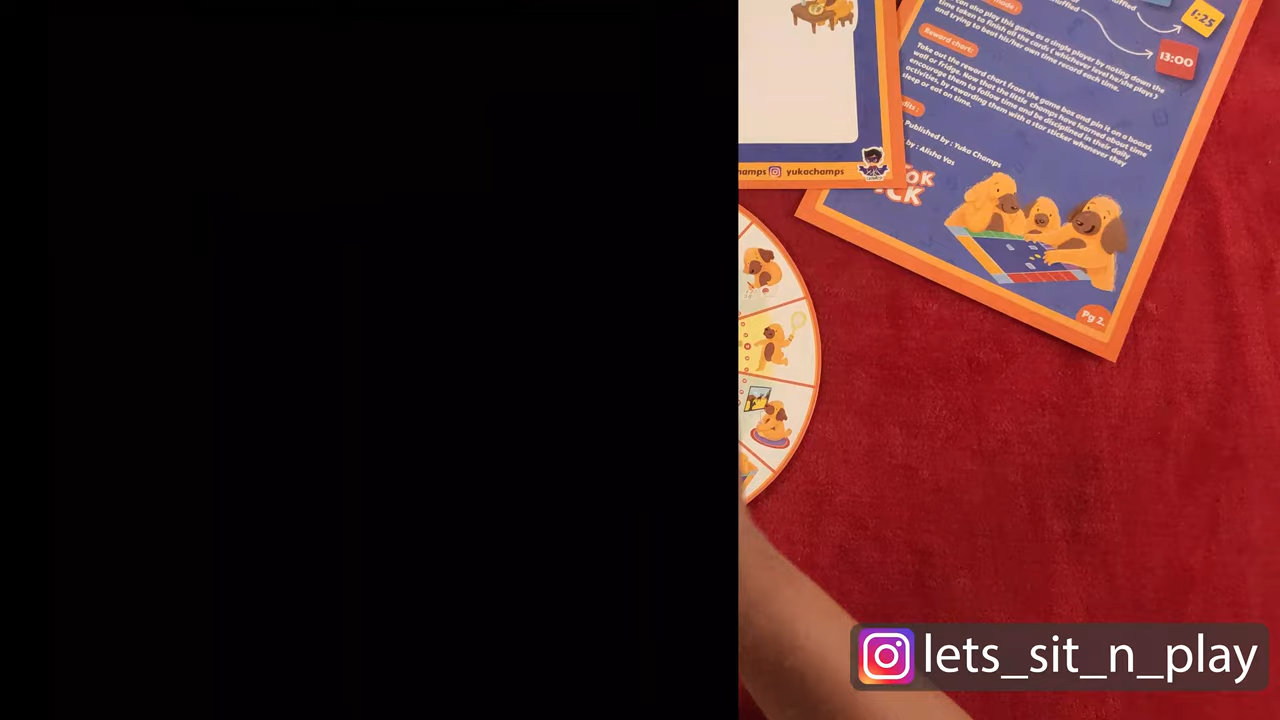 shuffled
shuffled
1:25
13:00
mode :
can also play this game as a single player by noting down the
time taken to finish all the cards ( whichever level he/she plays )
and trying to beat his/her own time record each time.
Reward chart:
Take out the reward chart from the game box and pin it on a board,
wall or fridge. Now that the little champs have learned about time
encourage them to follow time and be disciplined in their daily
activities, by rewarding them with a star sticker whenever they
sleep or eat on time.
Published by : Yuka Champs
by : Alisha Vas
yukachamps
Pg 2.
lets_sit_n_play